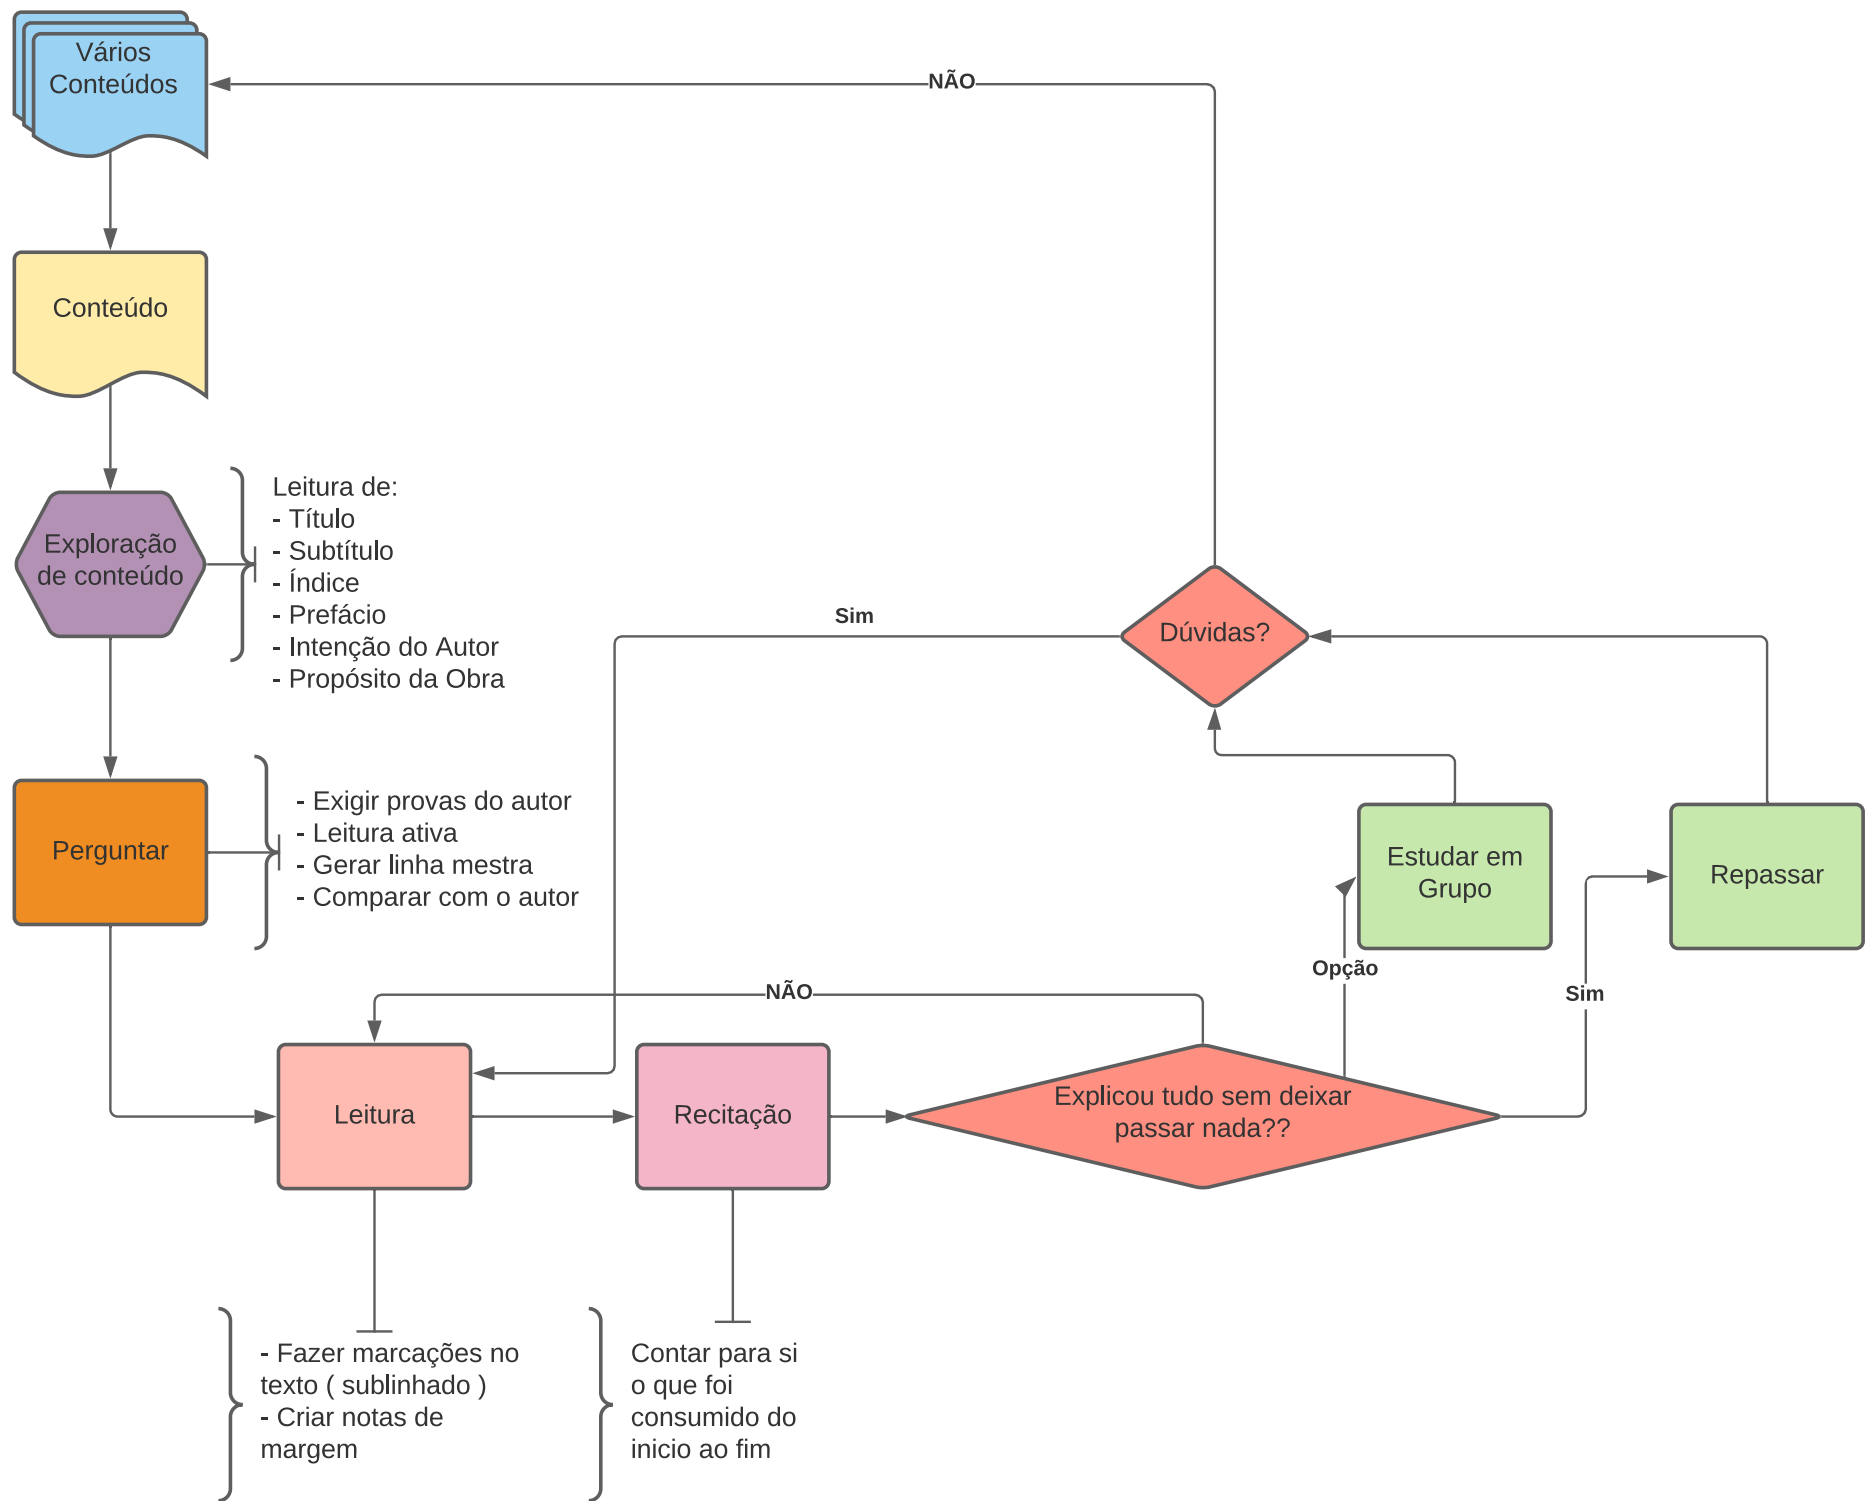 Vários
Conteúdos
NÃO
Conteúdo
Exploração
de conteúdo
Leitura de:
- Título
- Subtítulo
- Índice
- Prefácio
- Intenção do Autor
- Propósito da Obra
Sim
Dúvidas?
Perguntar
- Exigir provas do autor
- Leitura ativa
- Gerar linha mestra
- Comparar com o autor
Estudar em
Grupo
Repassar
Opção
Sim
NÃO
Leitura
Recitação
Explicou tudo sem deixar
passar nada??
- Fazer marcações no
texto ( sublinhado )
- Criar notas de
margem
Contar para si
o que foi
consumido do
inicio ao fim